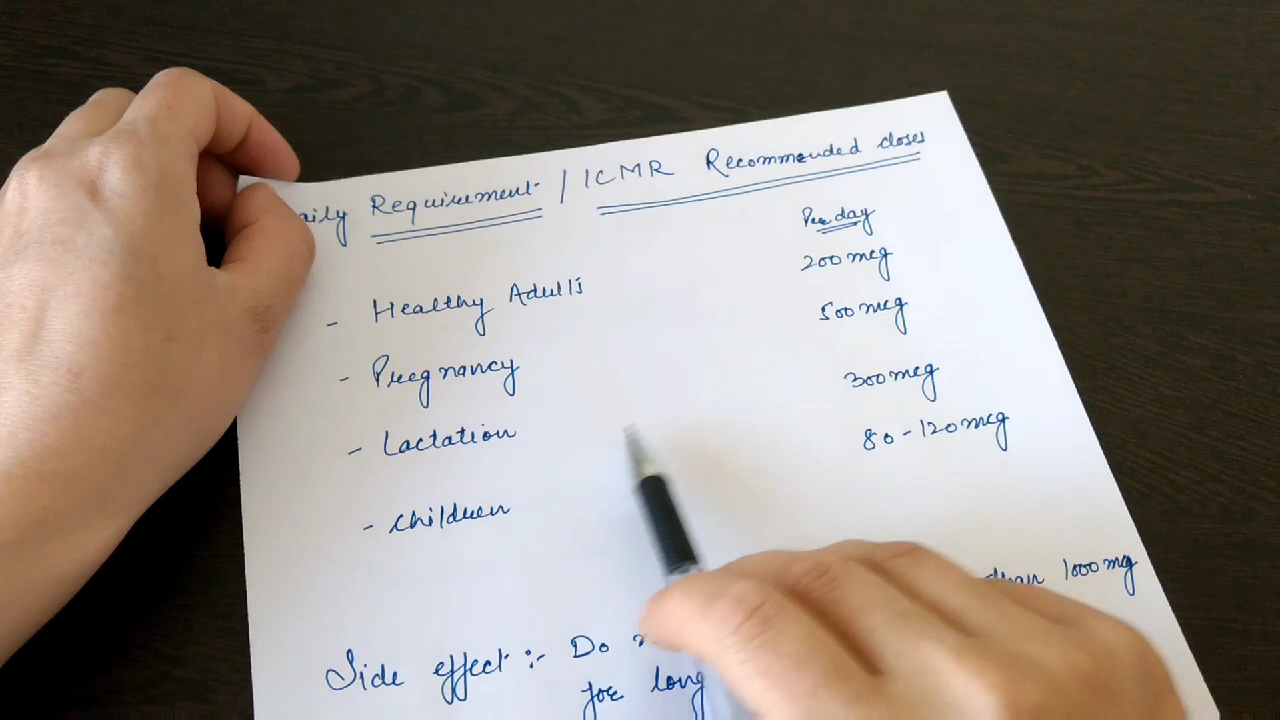 aily Requirement / ICMR Recommended doses
Per day
- Healthy Adults 200 mcg
- Pregnancy 500 mcg
- Lactation 300 mcg
- children 80 - 120 mcg
than 1000 mg
Side effect :- Do
for long